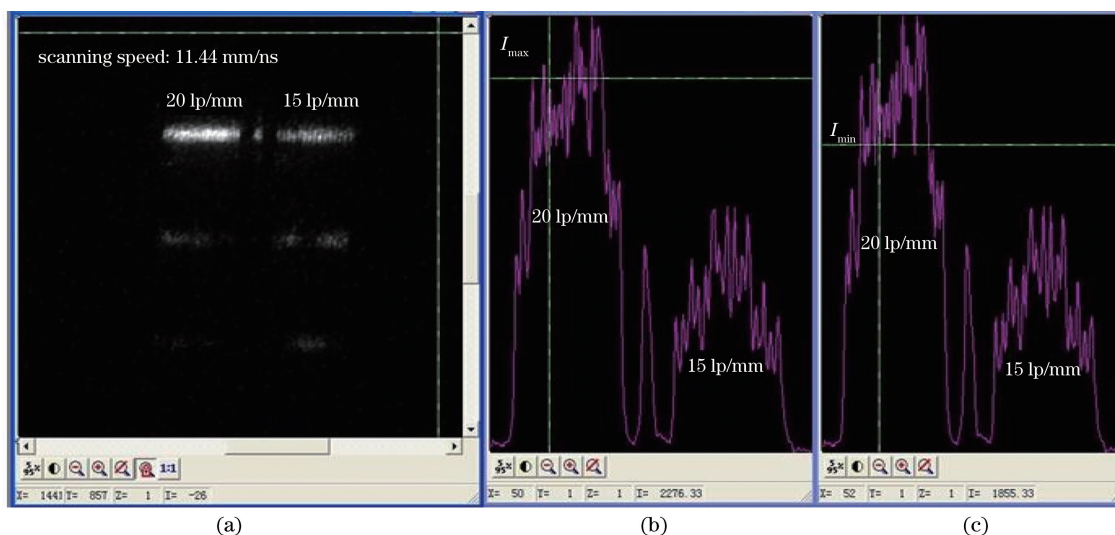 scanning speed: 11.44 mm/ns
20 lp/mm
15 lp/mm
1:1
X= 1441 Y= 857 Z= 1 I= -26
(a)
Imax
20 lp/mm
15 lp/mm
X= 50 Y= 1 Z= 1 I= 2276.33
(b)
Imin
20 lp/mm
15 lp/mm
X= 52 Y= 1 Z= 1 I= 1855.33
(c)